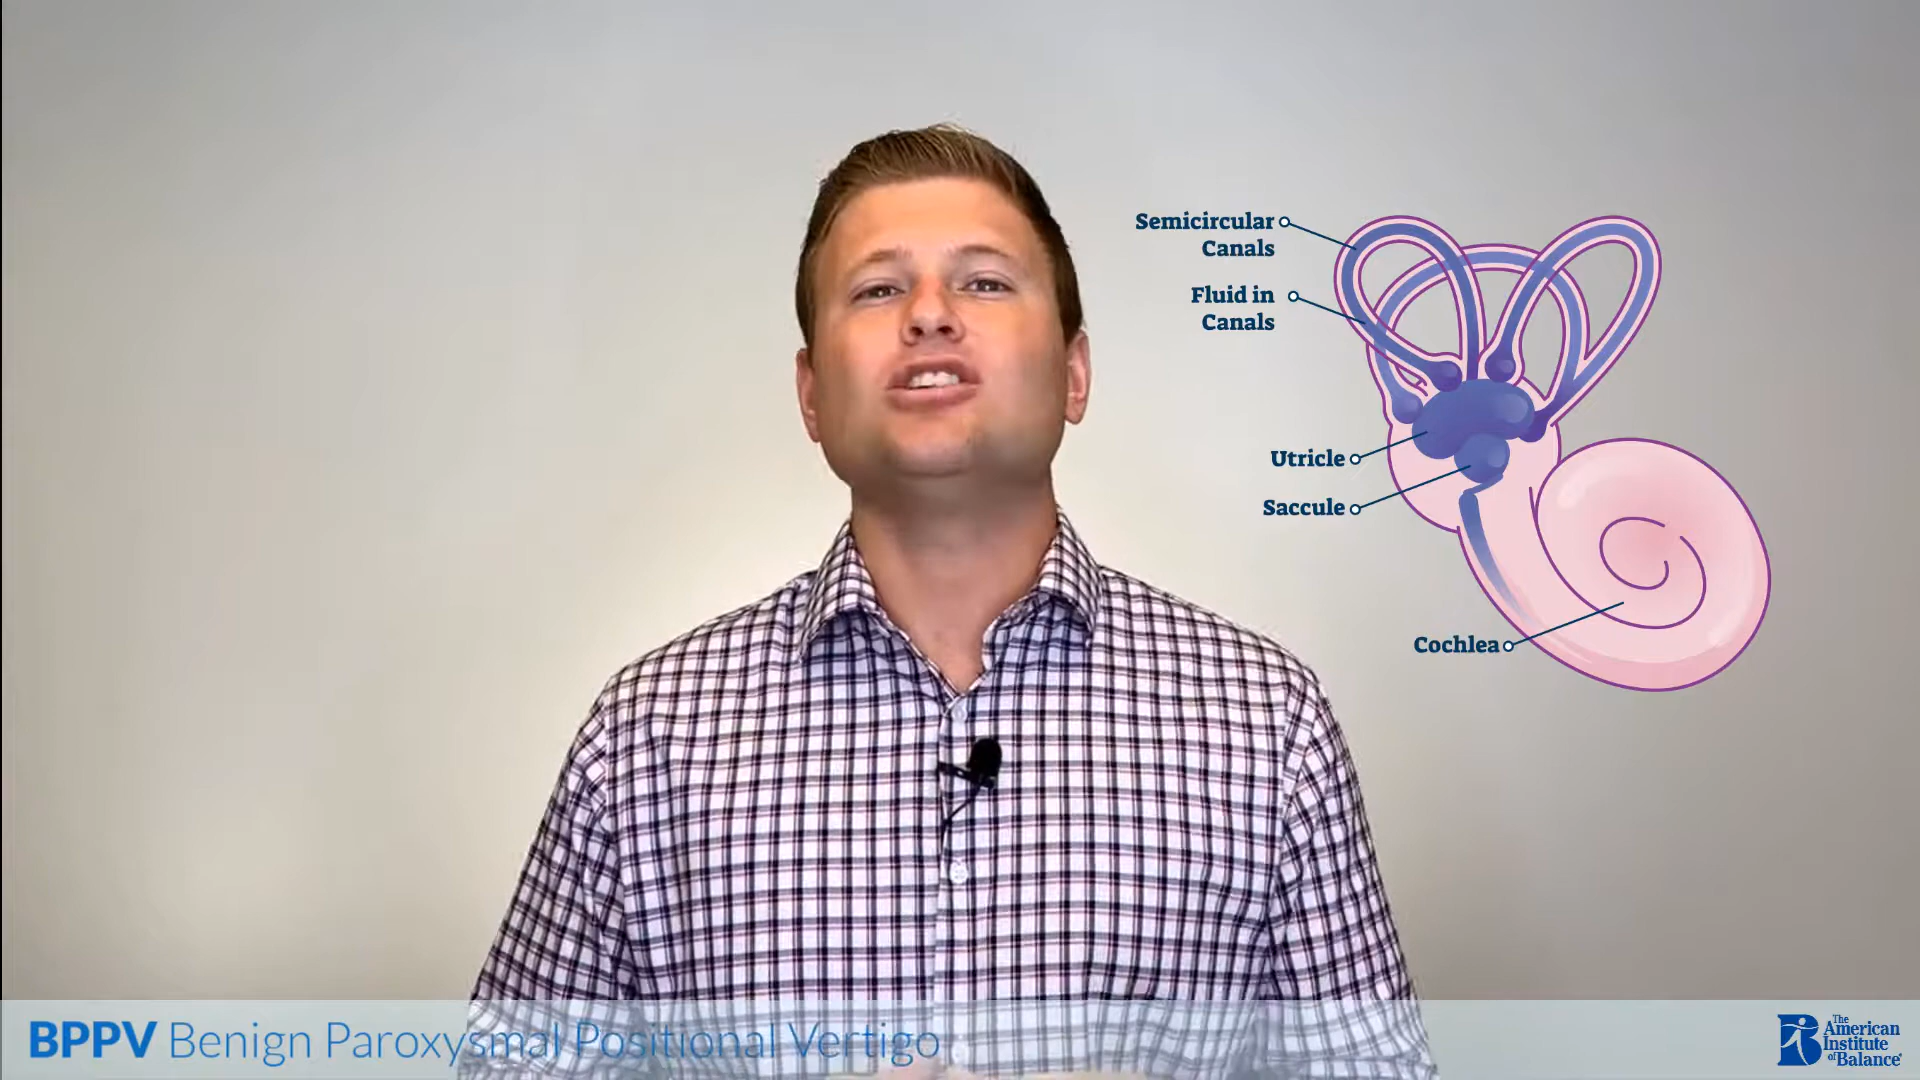 Semicircular
Canals
Fluid in
Canals
Utricle
Saccule
Cochlea
BPPV Benign Paroxysmal Positional Vertigo
The
American
Institute
of Balance